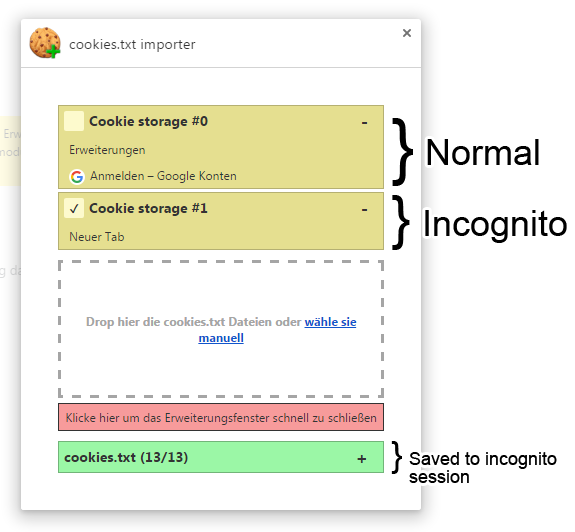 cookies.txt importer
×
Cookie storage #0
-
Normal
Erweiterungen
Anmelden – Google Konten
Cookie storage #1
-
Incognito
Neuer Tab
Drop hier die cookies.txt Dateien oder wähle sie
manuell
Klicke hier um das Erweiterungsfenster schnell zu schließen
cookies.txt (13/13)
+
Saved to incognito
session